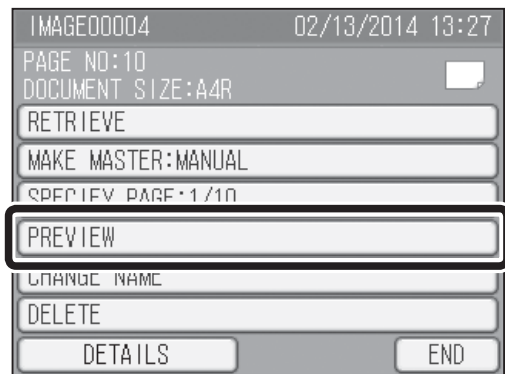 IMAGE00004 02/13/2014 13:27
PAGE NO:10
DOCUMENT SIZE:A4R
RETRIEVE
MAKE MASTER:MANUAL
SPECIFY PAGE:1/10
PREVIEW
CHANGE NAME
DELETE
DETAILS END